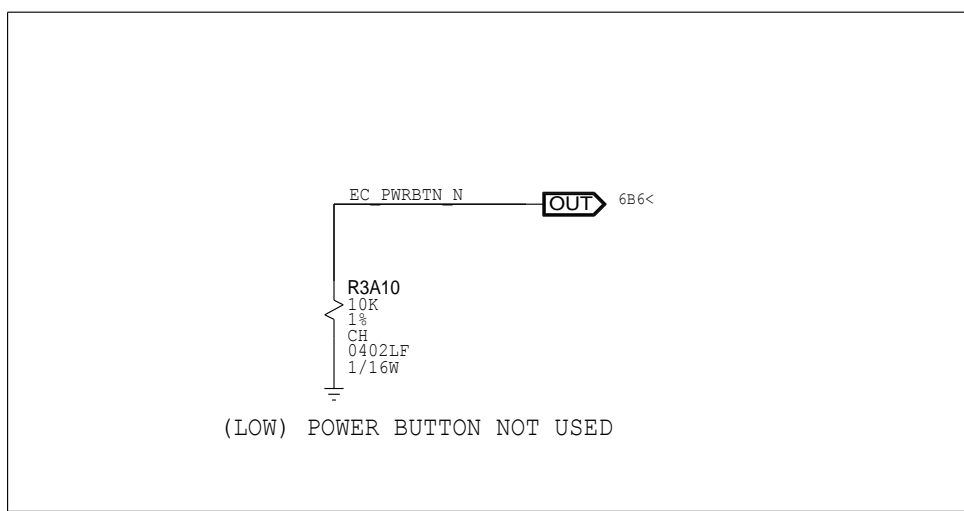 EC_PWRBTN_N
OUT
6B6<
R3A10
10K
1%
CH
0402LF
1/16W
(LOW) POWER BUTTON NOT USED